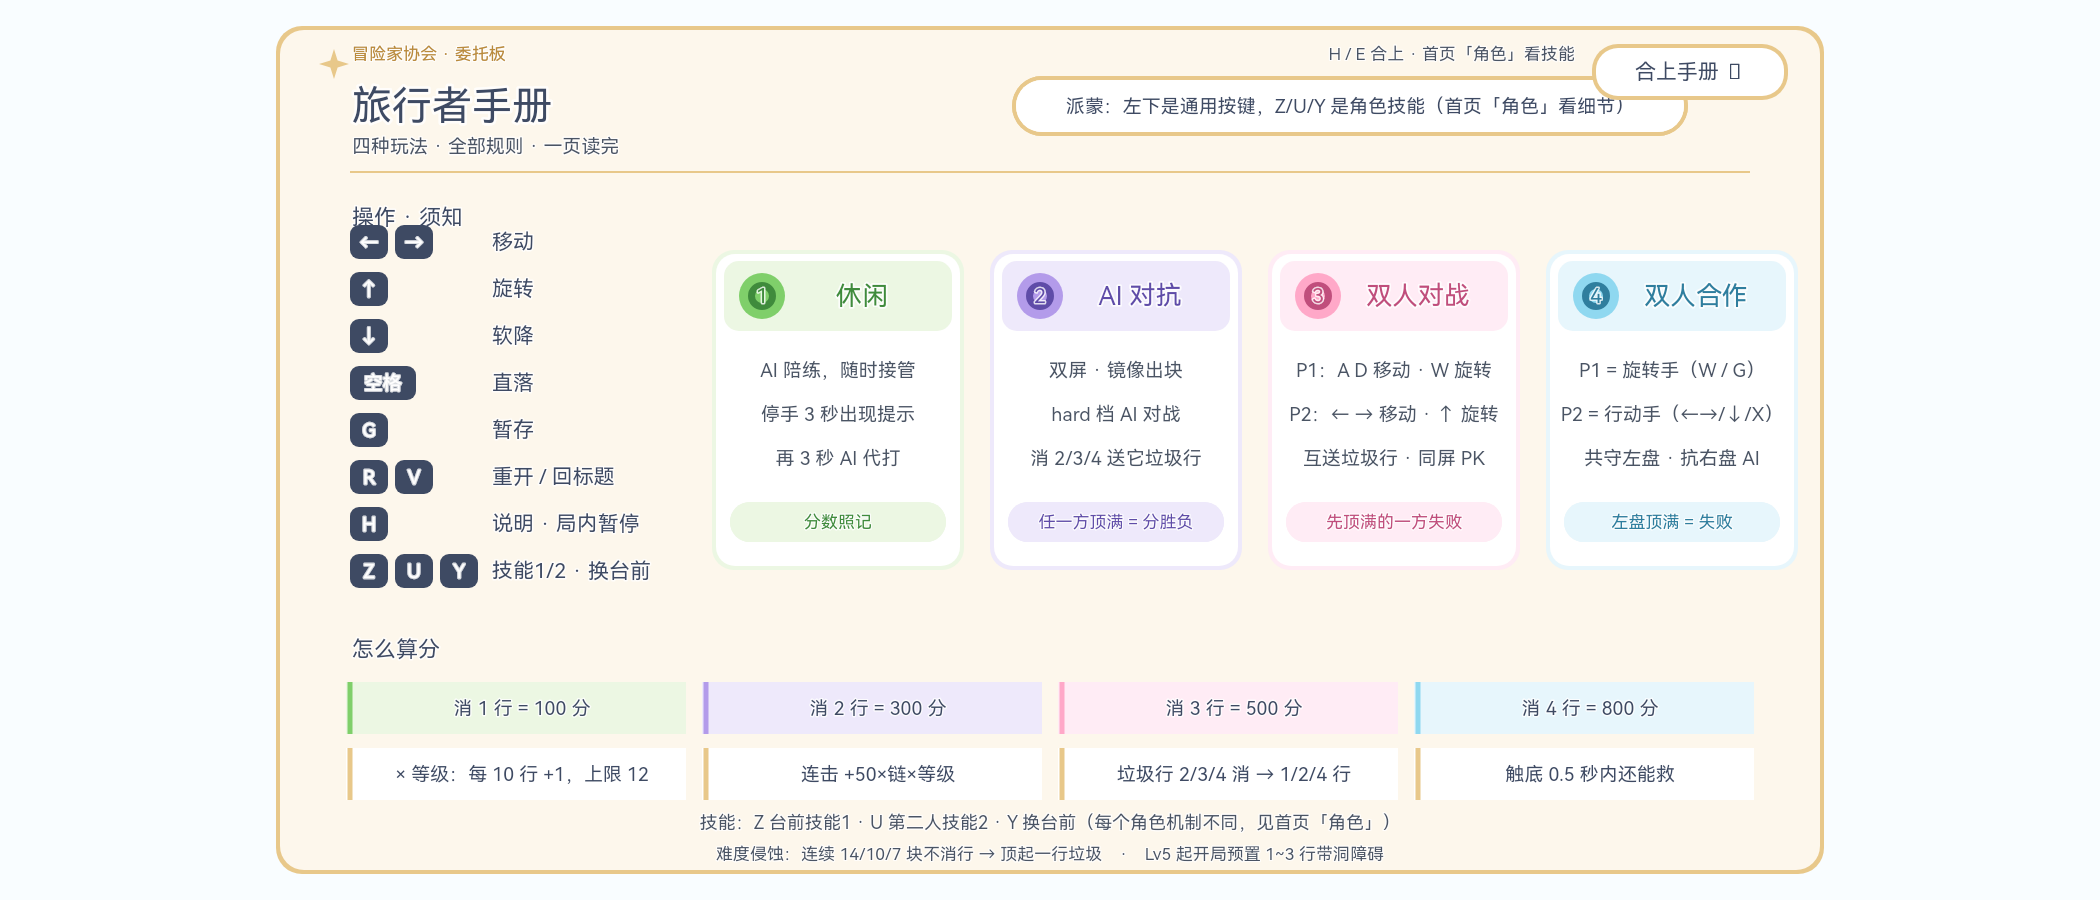 冒险家协会 · 委托板
H / E 合上 · 首页「角色」看技能
合上手册
旅行者手册
派蒙：左下是通用按键，Z/U/Y 是角色技能（首页「角色」看细节）
四种玩法 · 全部规则 · 一页读完
操作 · 须知
← → 移动
↑ 旋转
↓ 软降
空格 直落
G 暂存
R V 重开 / 回标题
H 说明 · 局内暂停
Z U Y 技能1/2 · 换台前
1 休闲
AI 陪练，随时接管
停手 3 秒出现提示
再 3 秒 AI 代打
分数照记
2 AI 对抗
双屏 · 镜像出块
hard 档 AI 对战
消 2/3/4 送它垃圾行
任一方顶满 = 分胜负
3 双人对战
P1：A D 移动 · W 旋转
P2：← → 移动 · ↑ 旋转
互送垃圾行 · 同屏 PK
先顶满的一方失败
4 双人合作
P1 = 旋转手（W / G）
P2 = 行动手（←→/↓/X）
共守左盘 · 抗右盘 AI
左盘顶满 = 失败
怎么算分
消 1 行 = 100 分
消 2 行 = 300 分
消 3 行 = 500 分
消 4 行 = 800 分
× 等级：每 10 行 +1，上限 12
连击 +50×链×等级
垃圾行 2/3/4 消 → 1/2/4 行
触底 0.5 秒内还能救
技能：Z 台前技能1 · U 第二人技能2 · Y 换台前（每个角色机制不同，见首页「角色」）
难度侵蚀：连续 14/10/7 块不消行 → 顶起一行垃圾 · Lv5 起开局预置 1~3 行带洞障碍